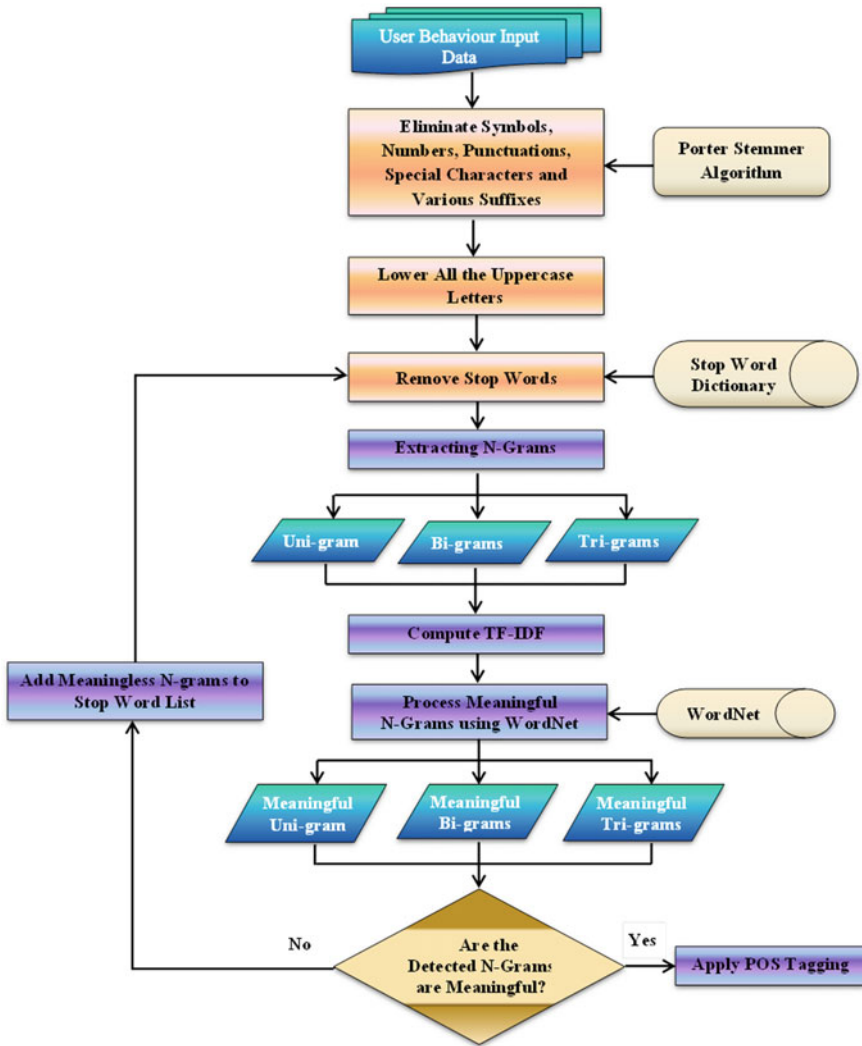 User Behaviour Input
Data
Eliminate Symbols,
Numbers, Punctuations,
Special Characters and
Various Suffixes
Porter Stemmer
Algorithm
Lower All the Uppercase
Letters
Remove Stop Words
Stop Word
Dictionary
Extracting N-Grams
Uni-gram
Bi-grams
Tri-grams
Compute TF-IDF
Add Meaningless N-grams to
Stop Word List
Process Meaningful
N-Grams using WordNet
WordNet
Meaningful
Uni-gram
Meaningful
Bi-grams
Meaningful
Tri-grams
No
Are the
Detected N-Grams
are Meaningful?
Yes
Apply POS Tagging